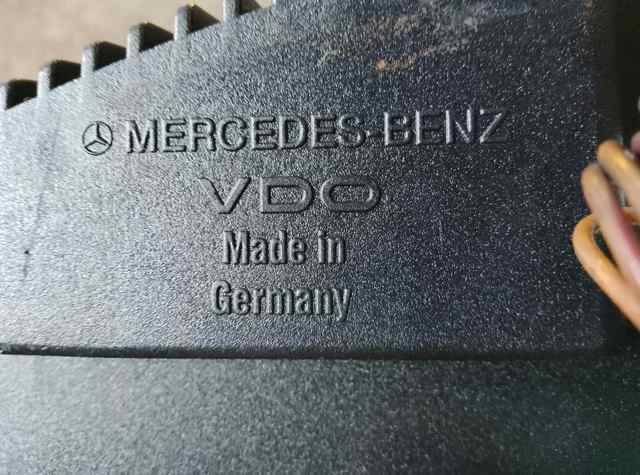 MERCEDES-BENZ
VDO
Made in
Germany